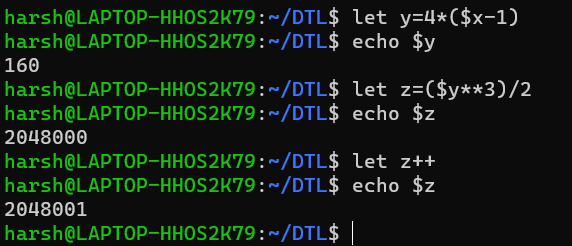 harsh@LAPTOP-HHOS2K79:~/DTL$ let y=4*($x-1)
harsh@LAPTOP-HHOS2K79:~/DTL$ echo $y
160
harsh@LAPTOP-HHOS2K79:~/DTL$ let z=($y**3)/2
harsh@LAPTOP-HHOS2K79:~/DTL$ echo $z
2048000
harsh@LAPTOP-HHOS2K79:~/DTL$ let z++
harsh@LAPTOP-HHOS2K79:~/DTL$ echo $z
2048001
harsh@LAPTOP-HHOS2K79:~/DTL$